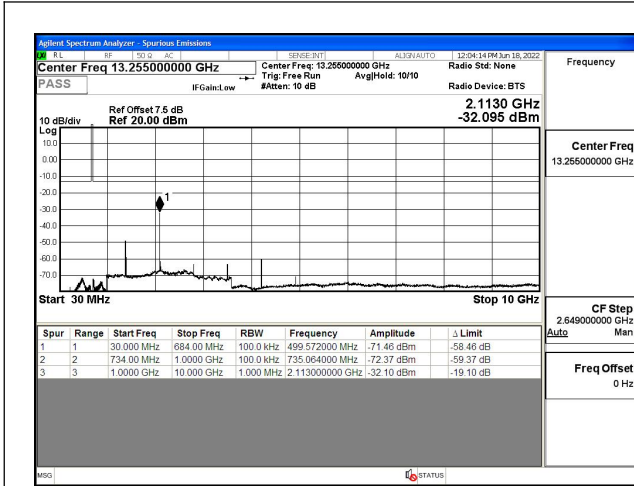 Agilent Spectrum Analyzer - Spurious Emissions
RL RF 50 Ω AC SENSE:INT ALIGN AUTO 12:04:14 PM Jun 18, 2022
Center Freq 13.255000000 GHz
Center Freq: 13.255000000 GHz
Radio Std: None
Trig: Free Run Avg|Hold: 10/10
PASS
IFGain:Low
#Atten: 10 dB
Radio Device: BTS
Ref Offset 7.5 dB
2.1130 GHz
10 dB/div Ref 20.00 dBm
-32.095 dBm
Log
10.0
0.00
-10.0
-20.0
1
-30.0
-40.0
-50.0
-60.0
-70.0
Start 30 MHz Stop 10 GHz
Spur Range Start Freq Stop Freq RBW Frequency Amplitude Δ Limit
1 1 30.000 MHz 684.00 MHz 100.0 kHz 499.572000 MHz -71.46 dBm -58.46 dB
2 2 734.00 MHz 1.0000 GHz 100.0 kHz 735.064000 MHz -72.37 dBm -59.37 dB
3 3 1.0000 GHz 10.000 GHz 1.000 MHz 2.113000000 GHz -32.10 dBm -19.10 dB
MSG STATUS
Frequency
Center Freq
13.255000000 GHz
CF Step
2.649000000 GHz
Auto Man
Freq Offset
0 Hz